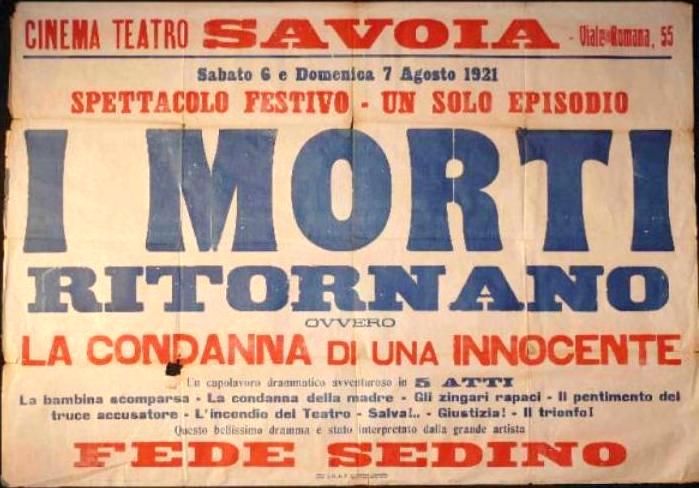 CINEMA TEATRO SAVOIA - Viale Romana, 55
Sabato 6 e Domenica 7 Agosto 1921
SPETTACOLO FESTIVO - UN SOLO EPISODIO
I MORTI
RITORNANO
OVVERO
LA CONDANNA DI UNA INNOCENTE
Un capolavoro drammatico avventuroso in 5 ATTI
La bambina scomparsa - La condanna della madre - Gli zingari rapaci - Il pentimento del
truce accusatore - L'incendio del Teatro - Salva!.. - Giustizia! - Il trionfo!
Questo bellissimo dramma e stato interpretato dalla grande artista
FEDE SEDINO